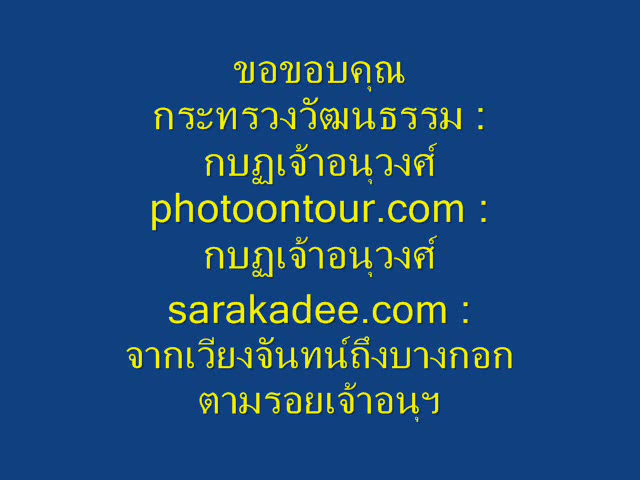 ขอขอบคุณ
กระทรวงวัฒนธรรม :
กบฏเจ้าอนุวงศ์
photoontour.com :
กบฏเจ้าอนุวงศ์
sarakadee.com :
จากเวียงจันทน์ถึงบางกอก
ตามรอยเจ้าอนุฯ